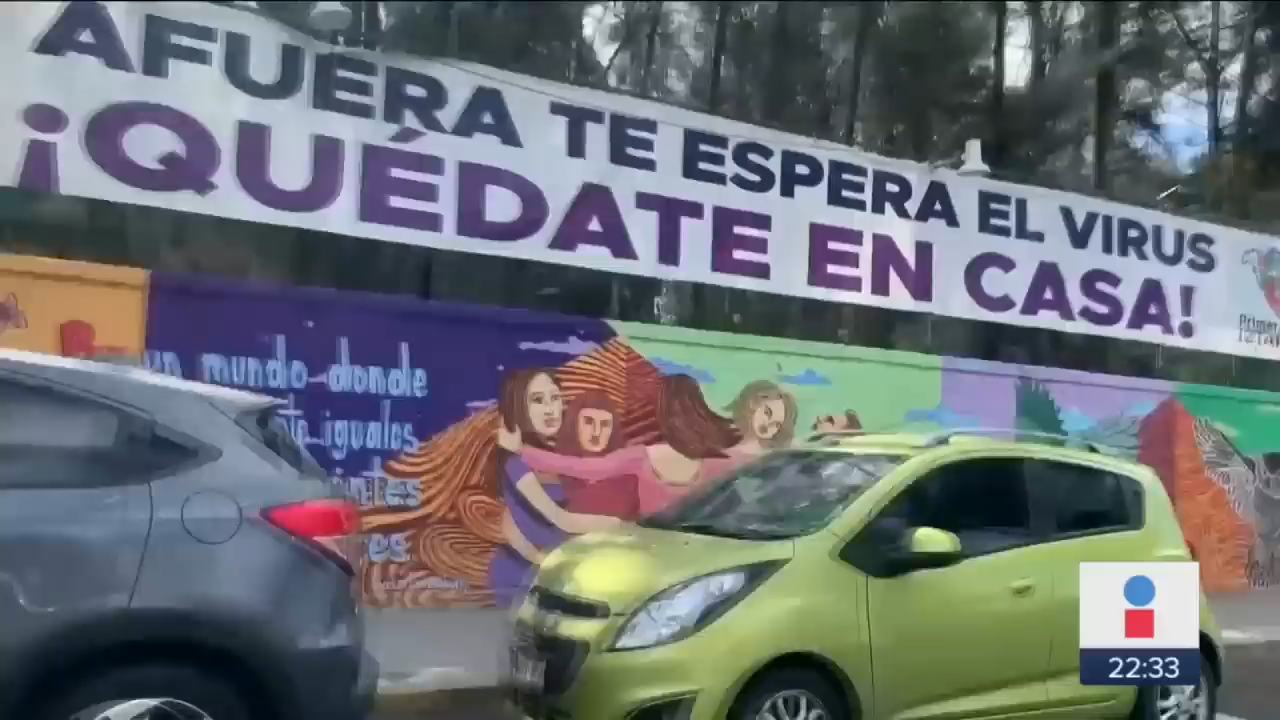 AFUERA TE ESPERA EL VIRUS
¡QUÉDATE EN CASA!
un mundo donde
iguales
22:33